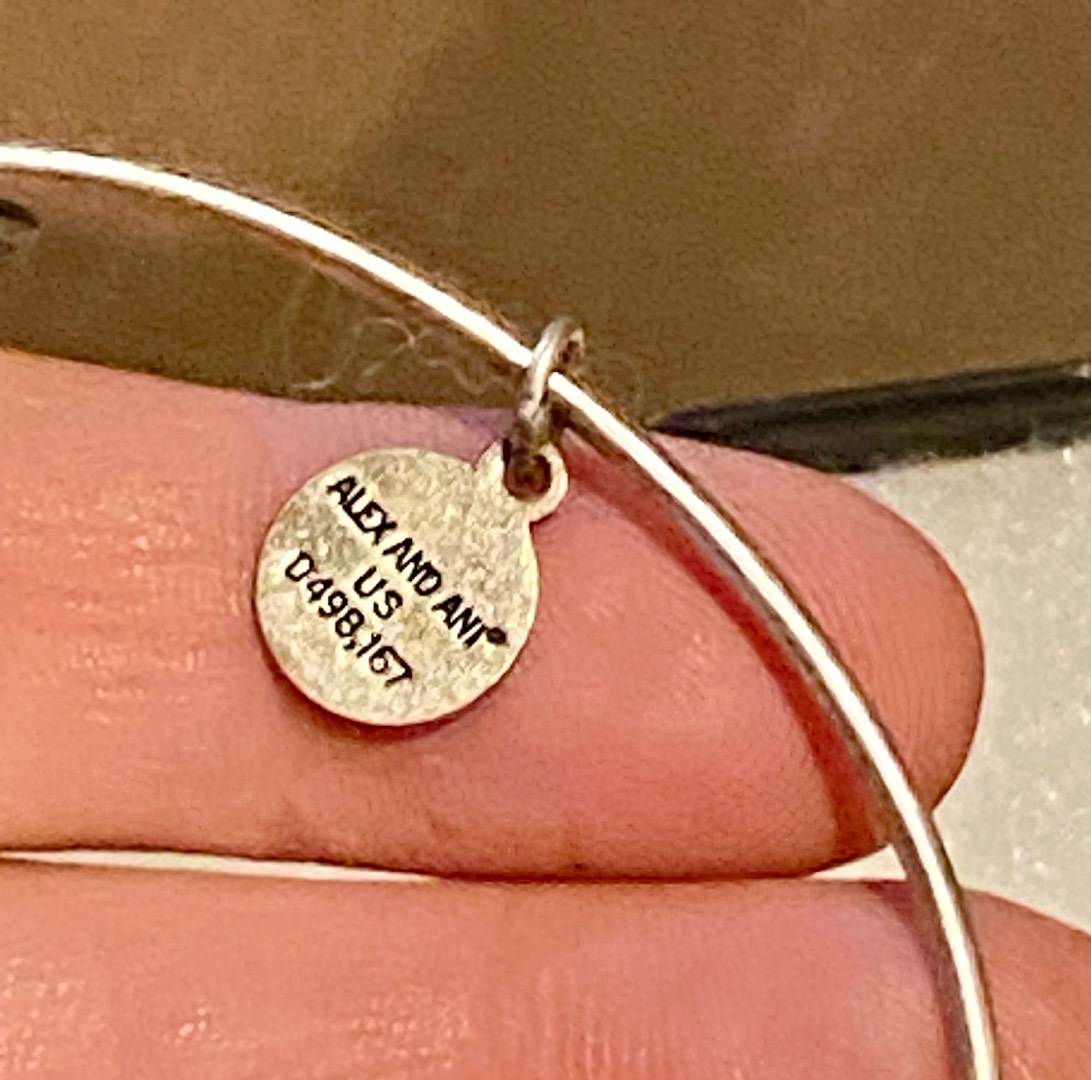 ALEX AND ANI®
US
D498,167